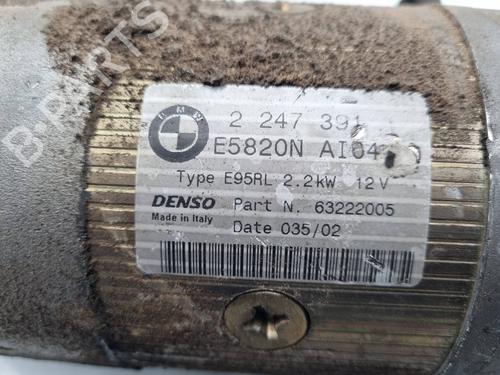 BMW
2 247 391
E5820N AI04
Type E95RL 2.2kW 12V
DENSO Part N. 63222005
Made in Italy Date 035/02
B-PARTS